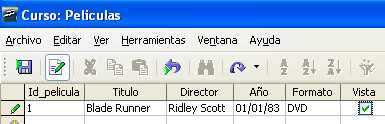 Curso: Películas
Archivo Editar Ver Herramientas Ventana Ayuda
Id_pelicula Titulo Director Año Formato Vista
1 Blade Runner Ridley Scott 01/01/83 DVD